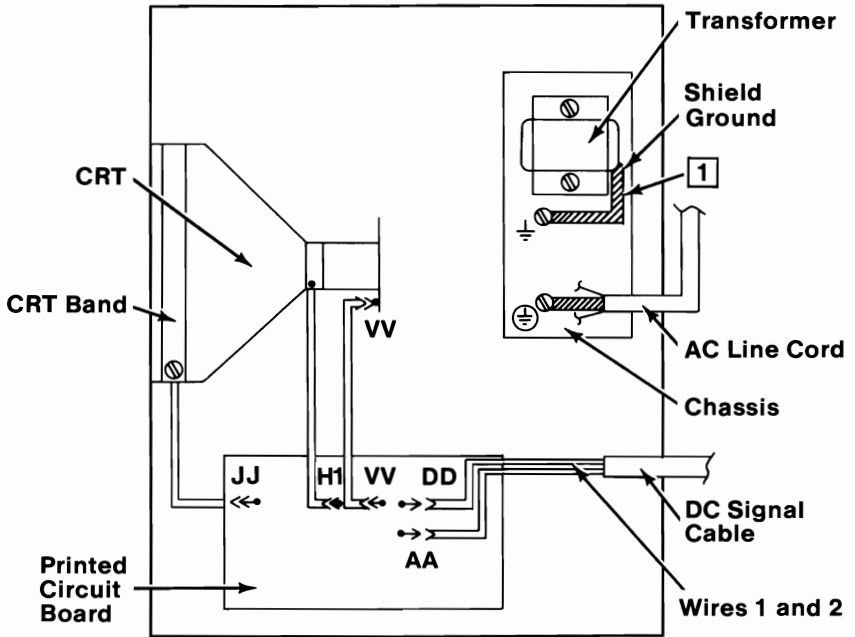 Transformer
Shield
Ground
1
CRT
CRT Band
VV
AC Line Cord
Chassis
JJ
H1
VV
DD
AA
DC Signal
Cable
Printed
Circuit
Board
Wires 1 and 2